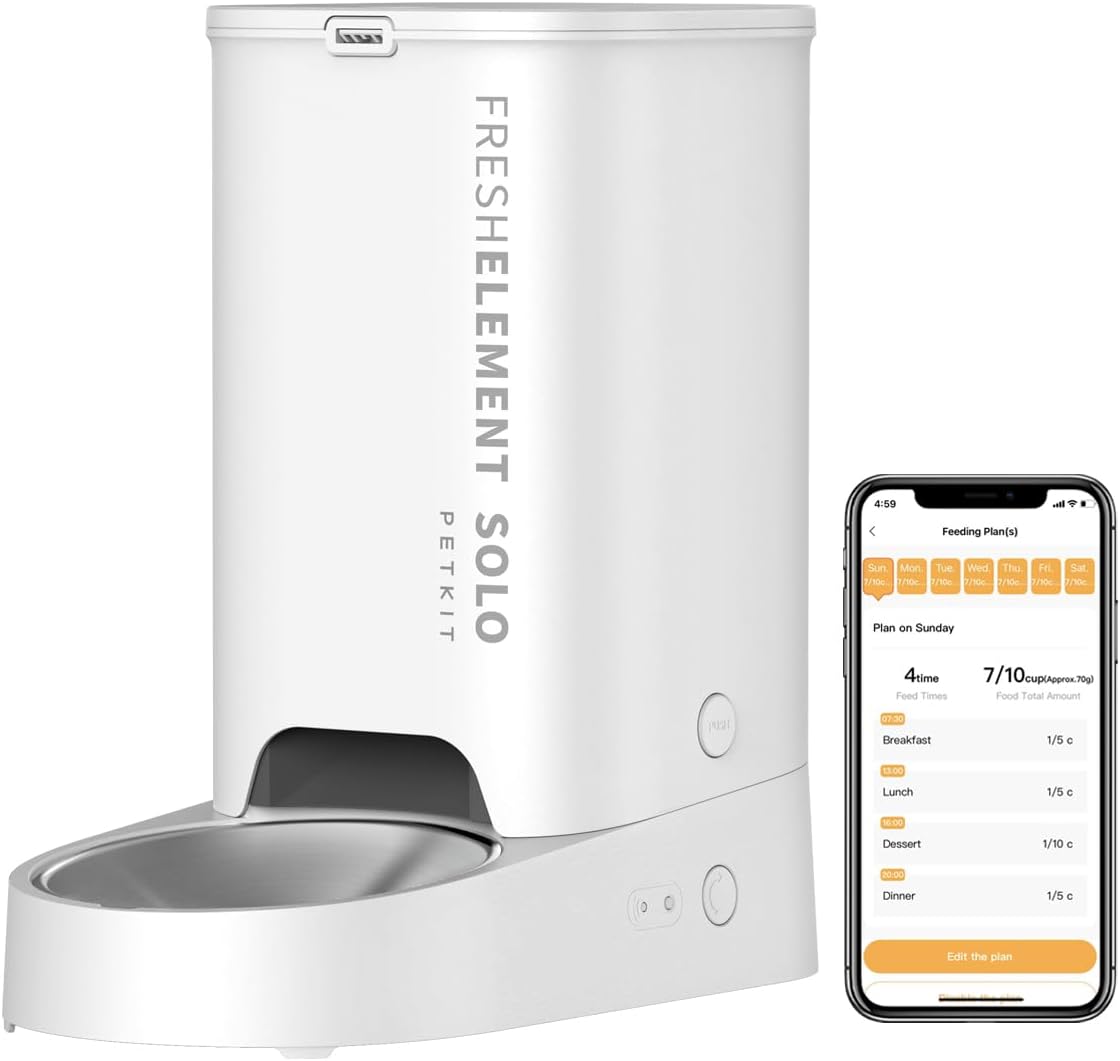 FRESHELEMENT SOLO
PETKIT
PUSH
4:59
Feeding Plan(s)
Sun. Mon. Tue. Wed. Thu. Fri. Sat.
7/10c... 7/10c... 7/10c... 7/10c... 7/10c... 7/10c... 7/10c...
Plan on Sunday
4time 7/10cup(Approx.70g)
Feed Times Food Total Amount
07:30
Breakfast 1/5 c
13:00
Lunch 1/5 c
16:00
Dessert 1/10 c
20:00
Dinner 1/5 c
Edit the plan